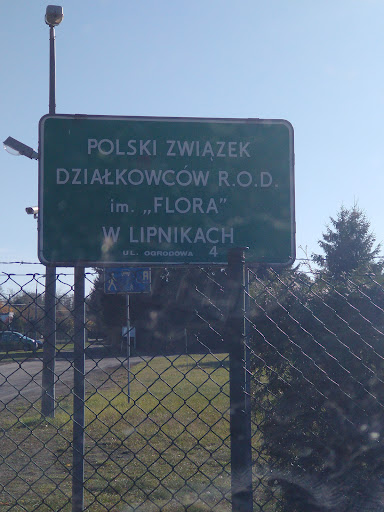 POLSKI ZWIĄZEK
DZIAŁKOWCÓW R.O.D.
im. „FLORA”
W LIPNIKACH
UL. OGRODOWA 4